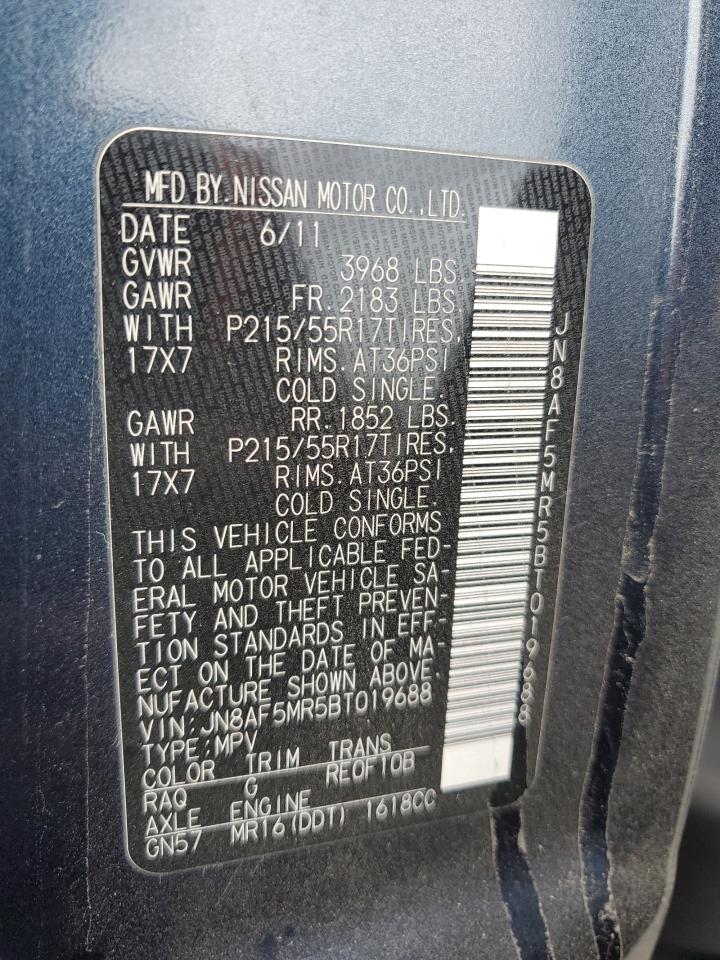 MFD BY.NISSAN MOTOR CO.,LTD.
DATE 6/11
GVWR 3968 LBS
GAWR FR.2183 LBS
WITH P215/55R17TIRES,
17X7 RIMS.AT36PSI
COLD SINGLE.
GAWR RR.1852 LBS.
WITH P215/55R17TIRES,
17X7 RIMS.AT36PSI
COLD SINGLE.
THIS VEHICLE CONFORMS
TO ALL APPLICABLE FED-
ERAL MOTOR VEHICLE SA-
FETY AND THEFT PREVEN-
TION STANDARDS IN EFF-
ECT ON THE DATE OF MA-
NUFACTURE SHOWN ABOVE.
VIN:JN8AF5MR5BT019688
TYPE:MPV
COLOR TRIM TRANS
RAQ G RE0F10B
AXLE ENGINE
GN57 MR16(DDT) 1618CC
JN8AF5MR5BT019688